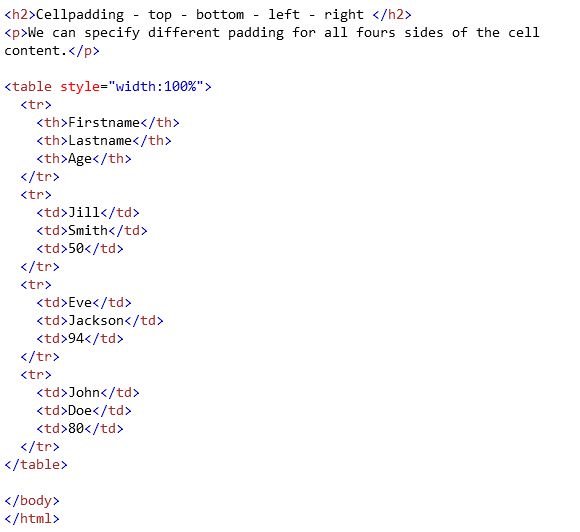 <h2>Cellpadding - top - bottom - left - right </h2>
<p>We can specify different padding for all fours sides of the cell
content.</p>
<table style="width:100%">
<tr>
<th>Firstname</th>
<th>Lastname</th>
<th>Age</th>
</tr>
<tr>
<td>Jill</td>
<td>Smith</td>
<td>50</td>
</tr>
<tr>
<td>Eve</td>
<td>Jackson</td>
<td>94</td>
</tr>
<tr>
<td>John</td>
<td>Doe</td>
<td>80</td>
</tr>
</table>
</body>
</html>